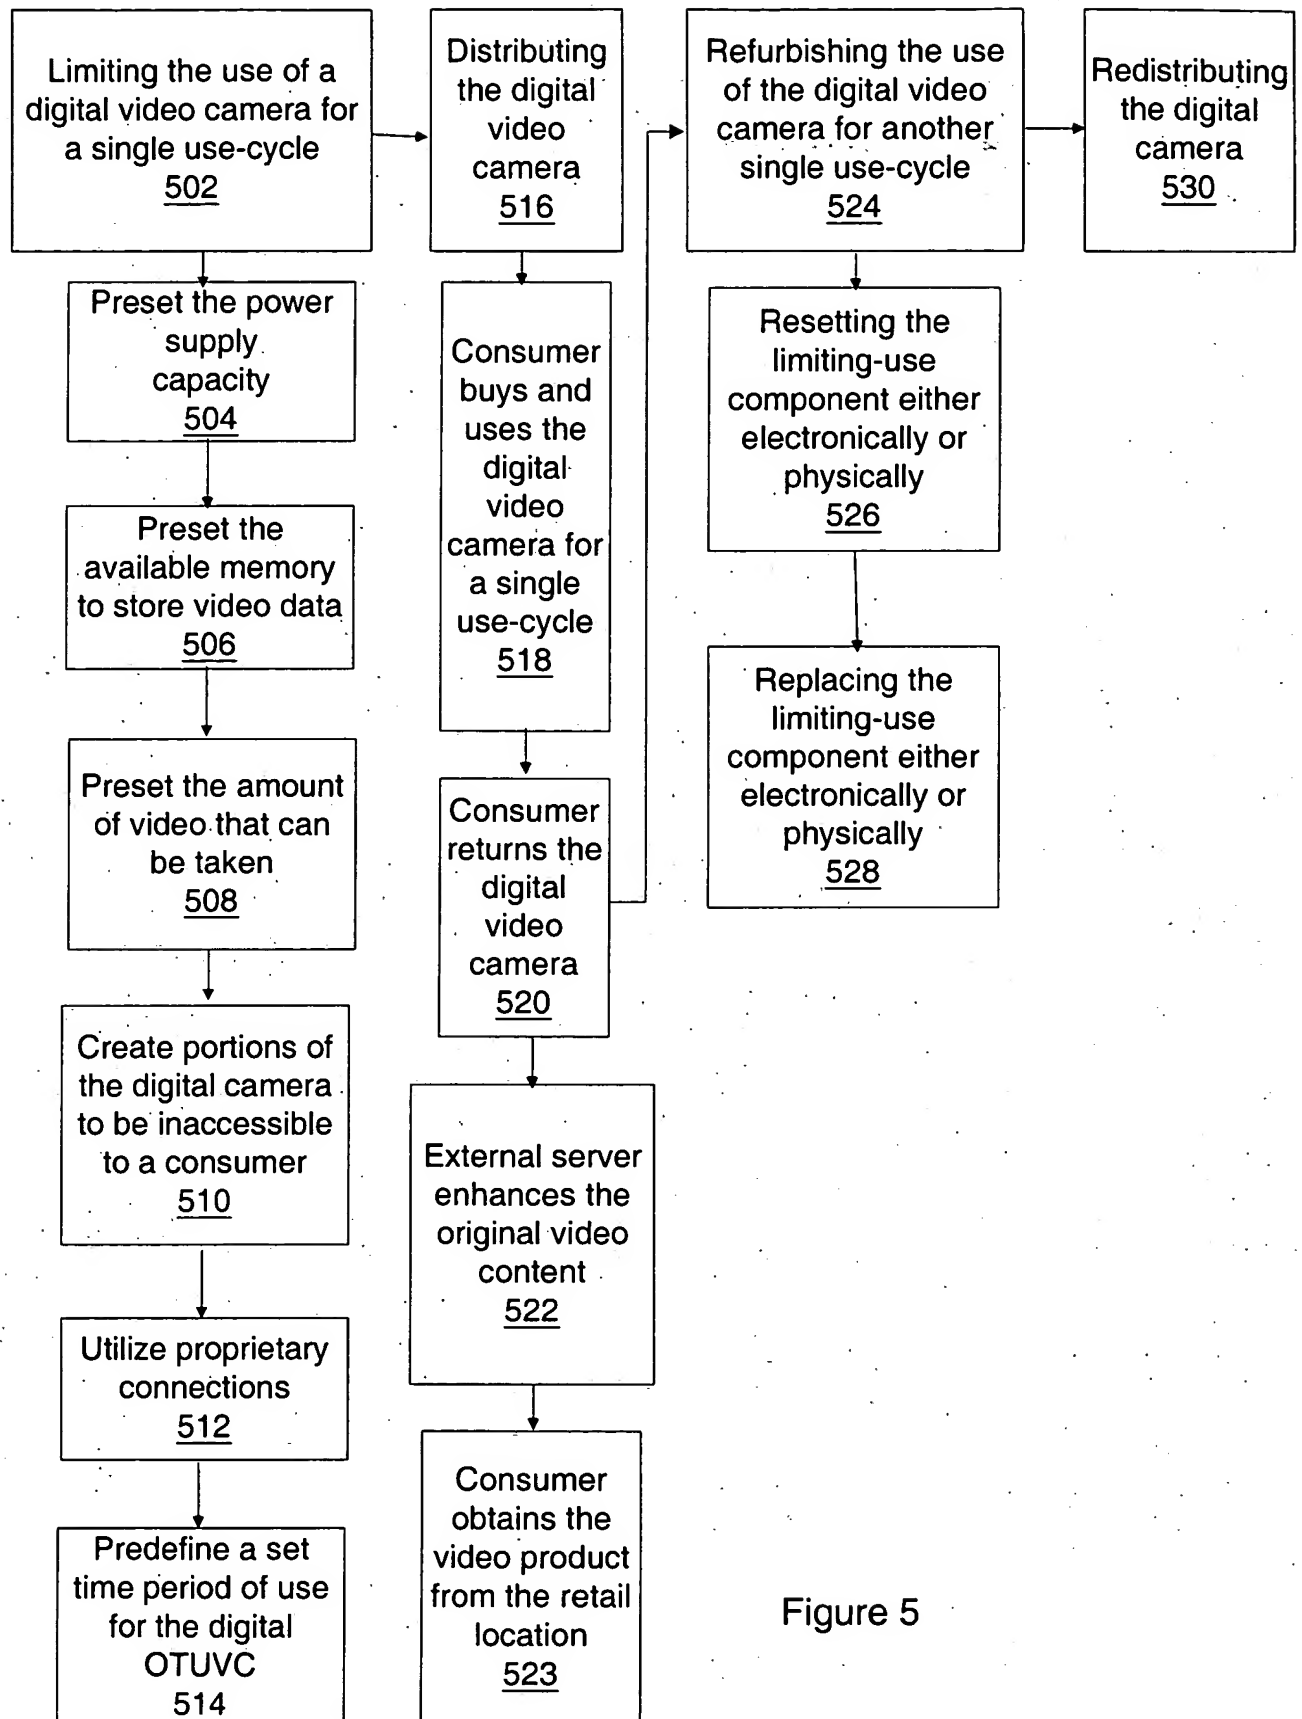 Limiting the use of a
digital video camera for
a single use-cycle
502
Preset the power
supply
capacity
504
Preset the
available memory
to store video data
506
Preset the amount
of video that can
be taken
508
Create portions of
the digital camera
to be inaccessible
to a consumer
510
Utilize proprietary
connections
512
Predefine a set
time period of use
for the digital
OTUVC
514
Distributing
the digital
video
camera
516
Consumer
buys and
uses the
digital
video
camera for
a single
use-cycle
518
Consumer
returns the
digital
video
camera
520
External server
enhances the
original video
content
522
Consumer
obtains the
video product
from the retail
location
523
Refurbishing the use
of the digital video
camera for another
single use-cycle
524
Resetting the
limiting-use
component either
electronically or
physically
526
Replacing the
limiting-use
component either
electronically or
physically
528
Redistributing
the digital
camera
530
Figure 5